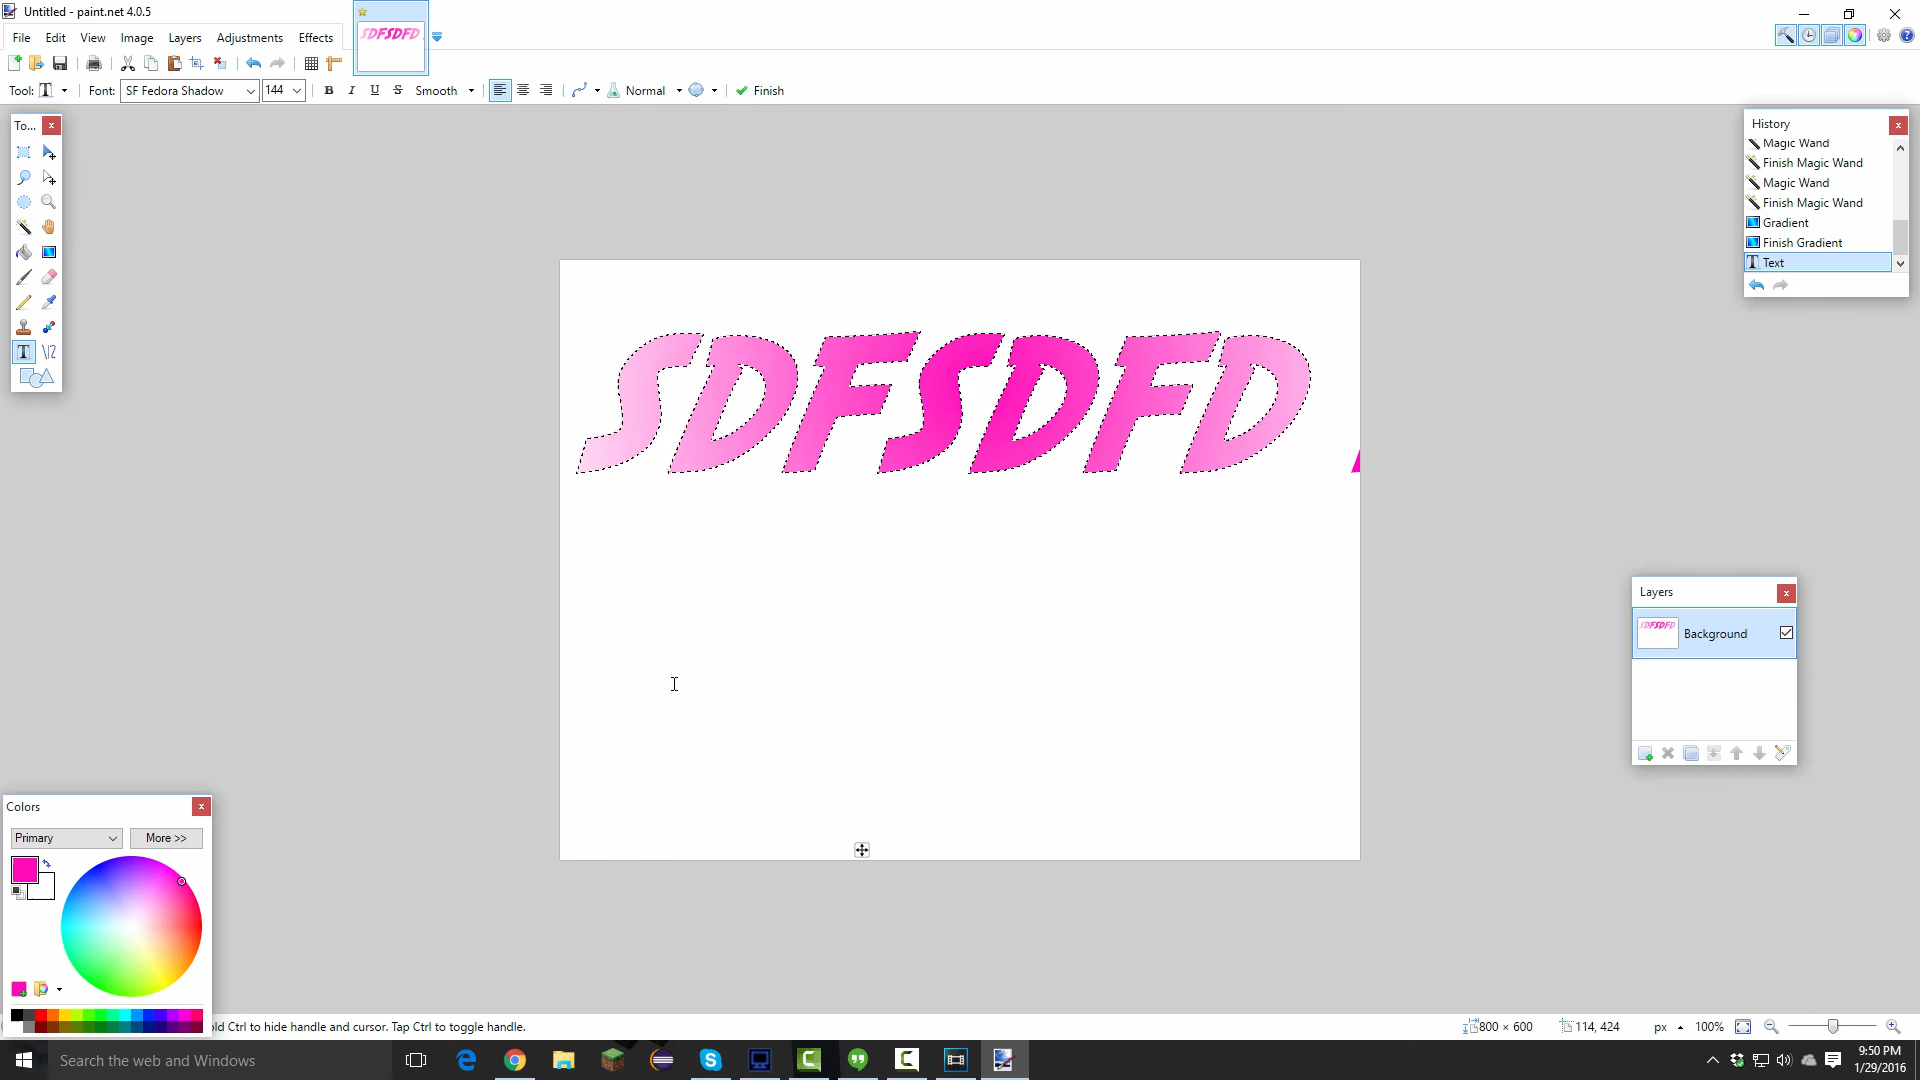 Untitled - paint.net 4.0.5
File Edit View Image Layers Adjustments Effects
Tool: Font: SF Fedora Shadow 144 B I U S Smooth Normal Finish
To...
History
Magic Wand
Finish Magic Wand
Magic Wand
Finish Magic Wand
Gradient
Finish Gradient
Text
SDFSDFD
Layers
Background
Colors
Primary More >>
old Ctrl to hide handle and cursor. Tap Ctrl to toggle handle.
800 × 600 114, 424 px 100%
Search the web and Windows
9:50 PM
1/29/2016